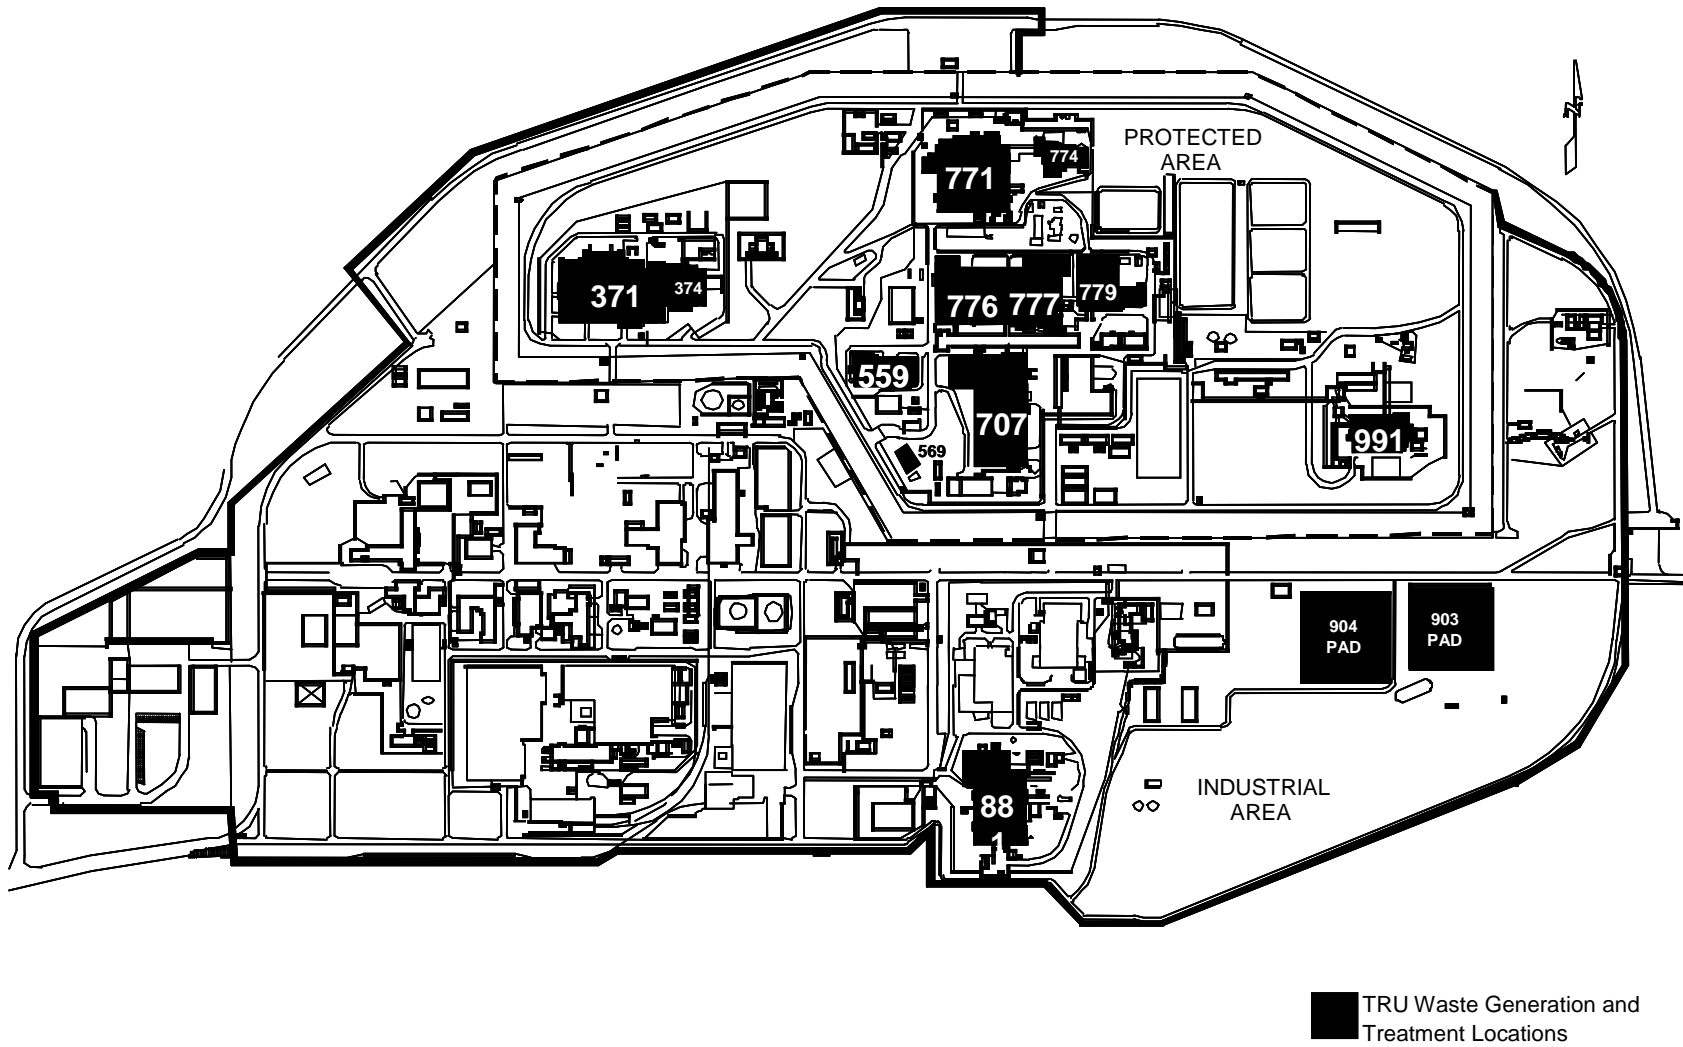 PROTECTED
AREA
771
774
371
374
776
777
779
559
707
569
991
904
PAD
903
PAD
INDUSTRIAL
AREA
88
1
TRU Waste Generation and
Treatment Locations